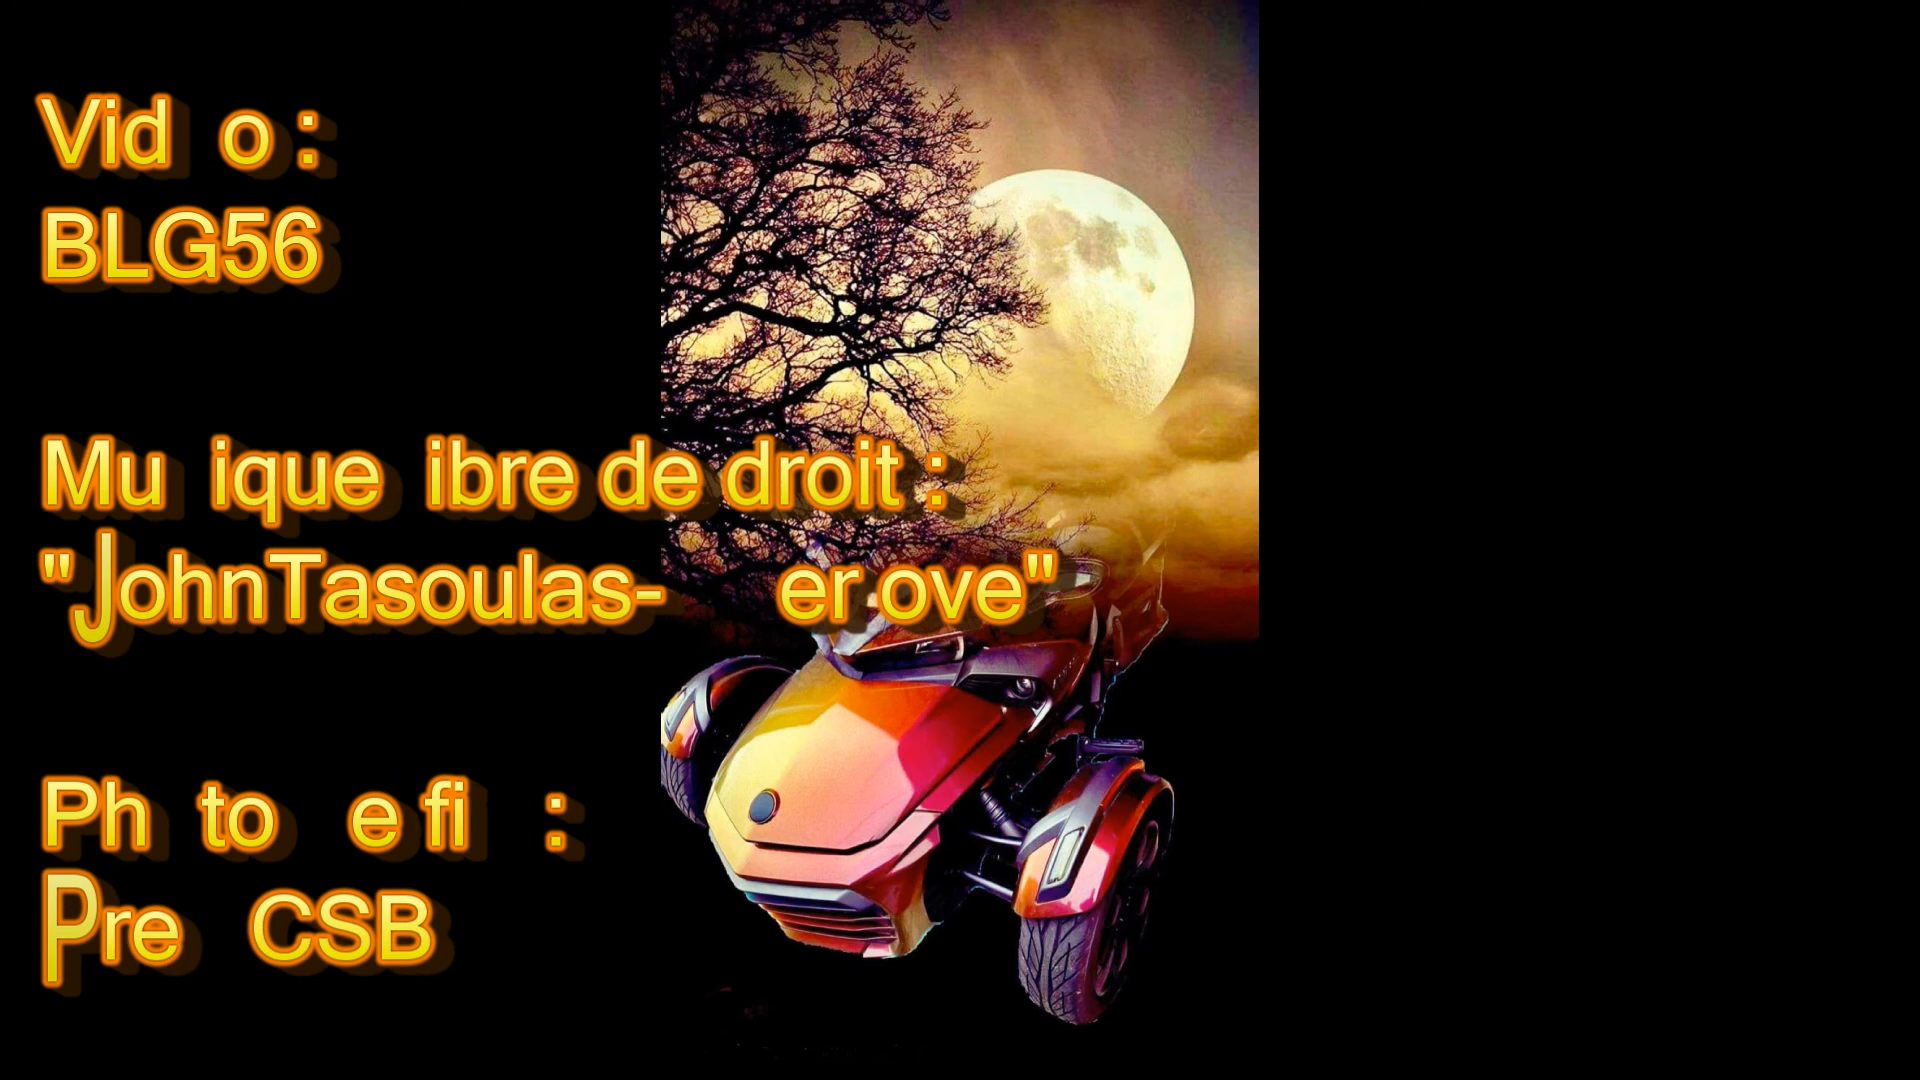 Vid o :
BLG56
Mu ique ibre de droit :
"JohnTasoulas- er ove"
Ph to e fi :
Pre CSB